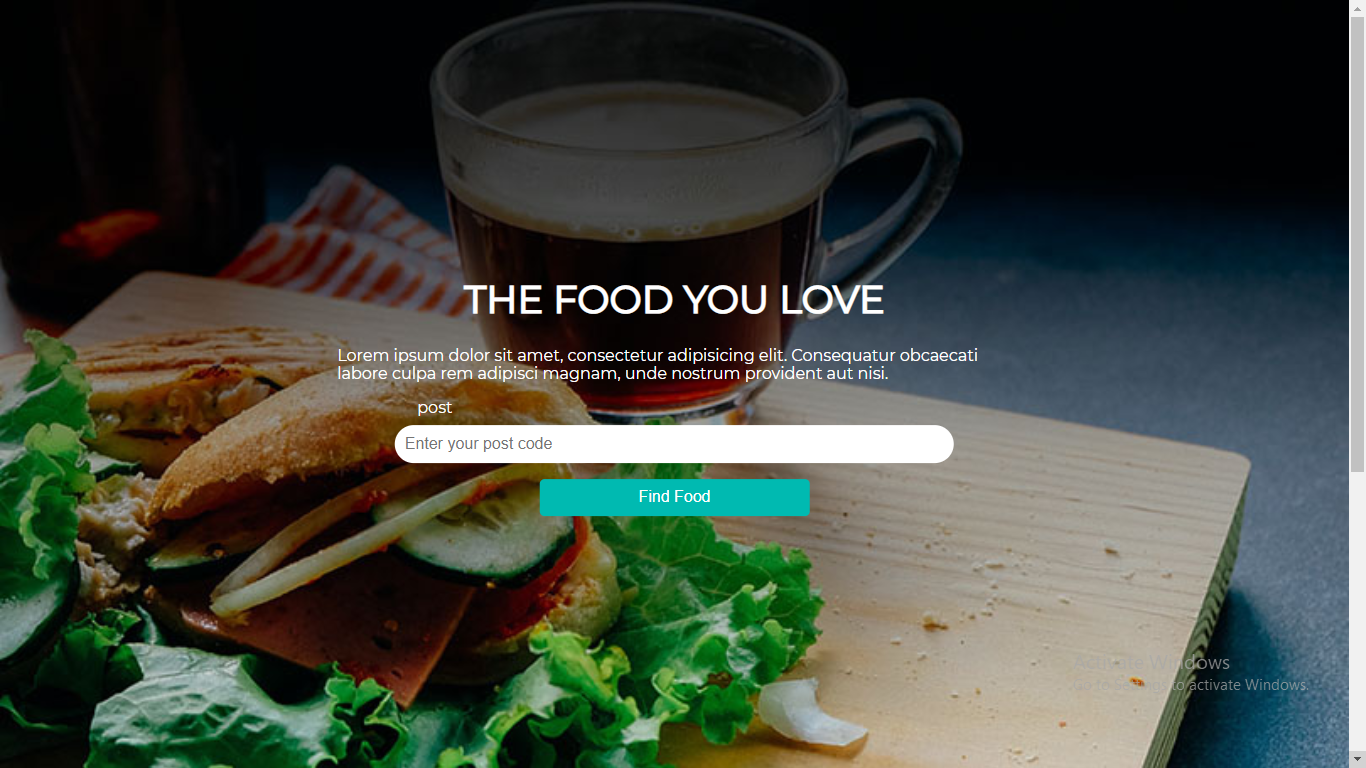 THE FOOD YOU LOVE
Lorem ipsum dolor sit amet, consectetur adipisicing elit. Consequatur obcaecati
labore culpa rem adipisci magnam, unde nostrum provident aut nisi.
post
Enter your post code
Find Food
Activate Windows
to activate Windows.